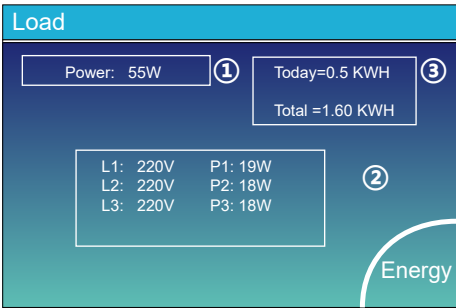 Load
Power: 55W ①
Today=0.5 KWH ③
Total =1.60 KWH
L1: 220V P1: 19W
L2: 220V P2: 18W
L3: 220V P3: 18W
②
Energy